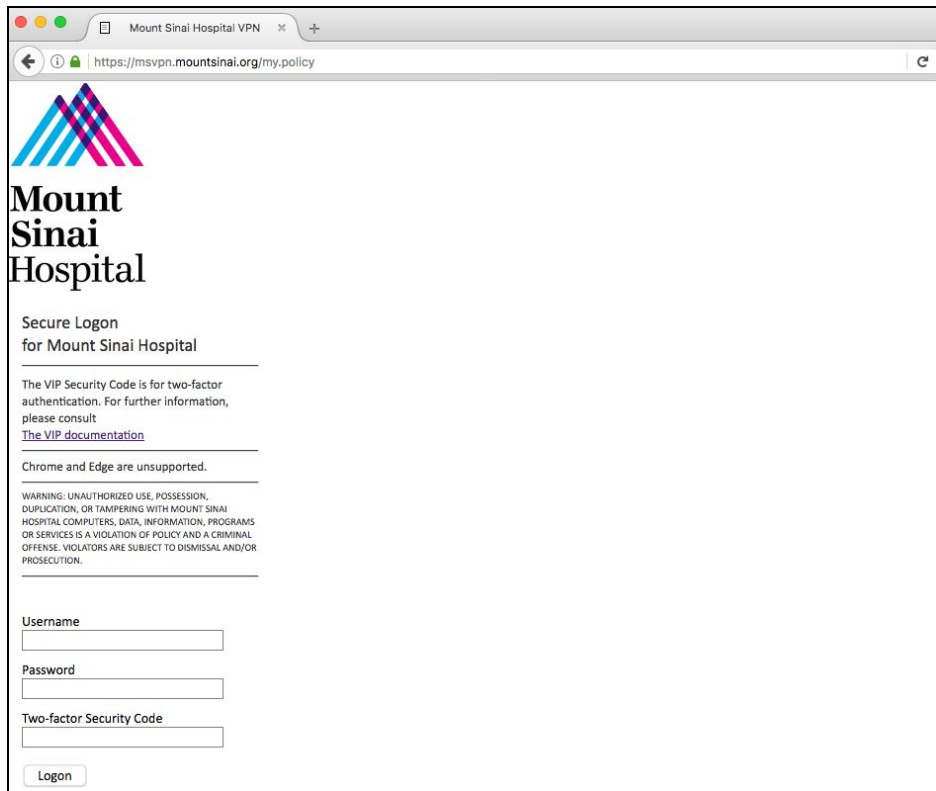 Mount Sinai Hospital VPN
https://msvpn.mountsinai.org/my.policy
Mount
Sinai
Hospital
Secure Logon
for Mount Sinai Hospital
The VIP Security Code is for two-factor
authentication. For further information,
please consult
The VIP documentation
Chrome and Edge are unsupported.
WARNING: UNAUTHORIZED USE, POSSESSION,
DUPLICATION, OR TAMPERING WITH MOUNT SINAI
HOSPITAL COMPUTERS, DATA, INFORMATION, PROGRAMS
OR SERVICES IS A VIOLATION OF POLICY AND A CRIMINAL
OFFENSE. VIOLATORS ARE SUBJECT TO DISMISSAL AND/OR
PROSECUTION.
Username
Password
Two-factor Security Code
Logon